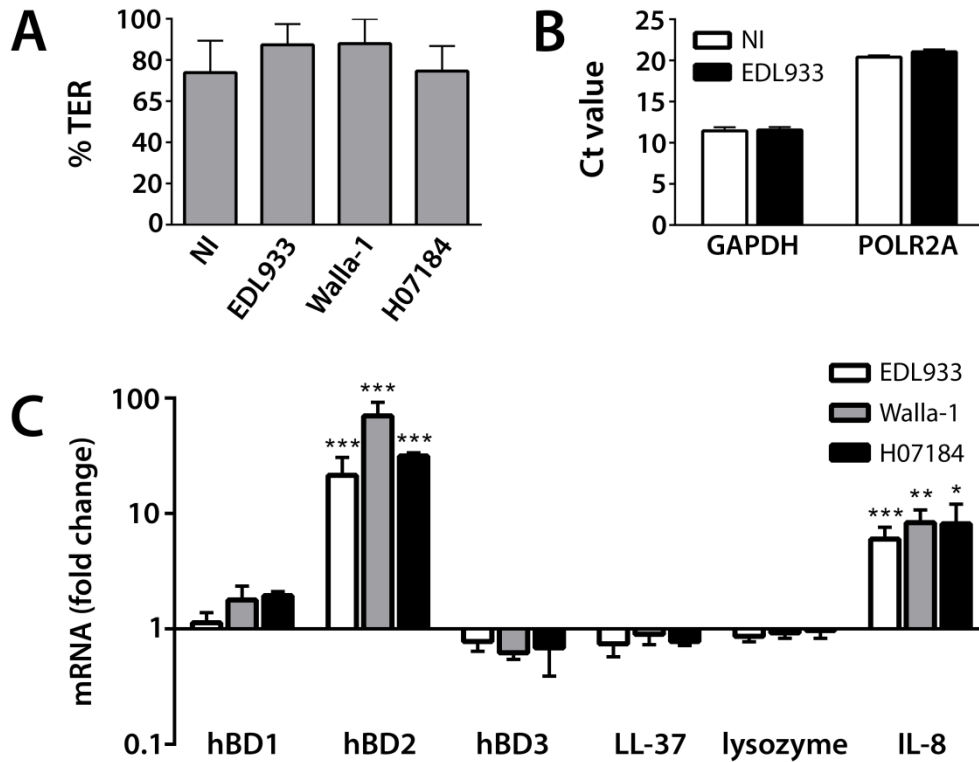 A
% TER
100
80
65
40
20
0
NI
EDL933
Walla-1
H07184
B
Ct value
25
20
15
10
5
0
NI
EDL933
GAPDH
POLR2A
C
mRNA (fold change)
100
10
1
0.1
EDL933
Walla-1
H07184
***
***
***
***
**
*
hBD1
hBD2
hBD3
LL-37
lysozyme
IL-8